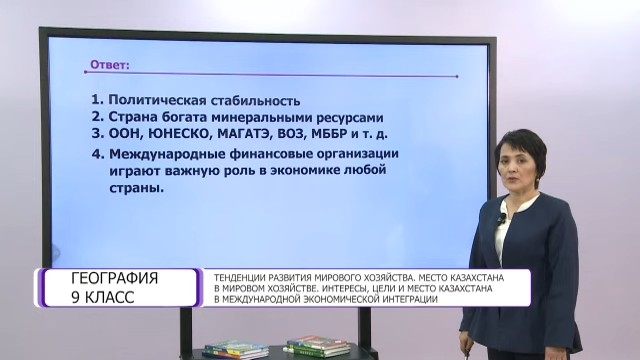 Ответ:
1. Политическая стабильность
2. Страна богата минеральными ресурсами
3. ООН, ЮНЕСКО, МАГАТЭ, ВОЗ, МББР и т. д.
4. Международные финансовые организации
играют важную роль в экономике любой
страны.
ГЕОГРАФИЯ
9 КЛАСС
ТЕНДЕНЦИИ РАЗВИТИЯ МИРОВОГО ХОЗЯЙСТВА. МЕСТО КАЗАХСТАНА
В МИРОВОМ ХОЗЯЙСТВЕ. ИНТЕРЕСЫ, ЦЕЛИ И МЕСТО КАЗАХСТАНА
В МЕЖДУНАРОДНОЙ ЭКОНОМИЧЕСКОЙ ИНТЕГРАЦИИ